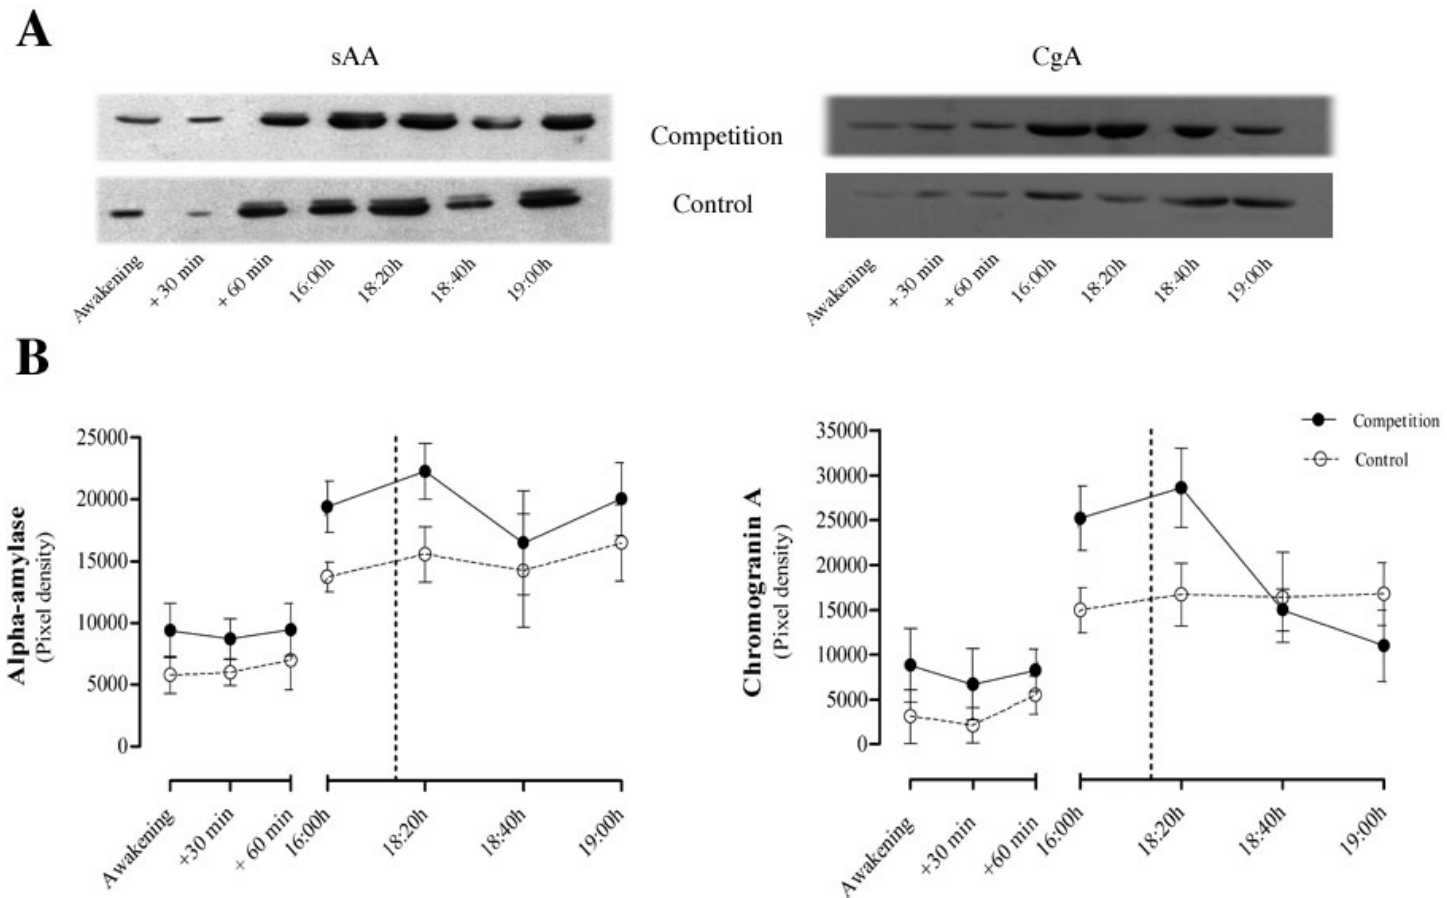 A
sAA
CgA
Competition
Control
Awakening
+ 30 min
+ 60 min
16:00h
18:20h
18:40h
19:00h
Awakening
+ 30 min
+ 60 min
16:00h
18:20h
18:40h
19:00h
B
Alpha-amylase
(Pixel density)
25000
20000
15000
10000
5000
0
Awakening
+30 min
+ 60 min
16:00h
18:20h
18:40h
19:00h
Chromogranin A
(Pixel density)
35000
30000
25000
20000
15000
10000
5000
0
Awakening
+30 min
+60 min
16:00h
18:20h
18:40h
19:00h
Competition
Control